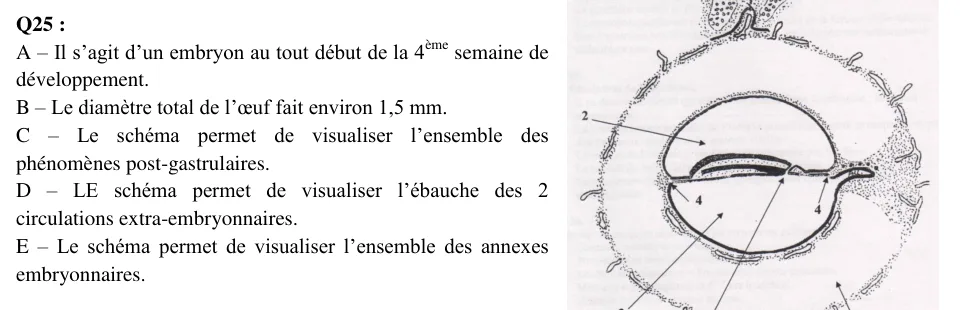 Q25 :
A – Il s’agit d’un embryon au tout début de la 4ème semaine de
développement.
B – Le diamètre total de l’œuf fait environ 1,5 mm.
C – Le schéma permet de visualiser l’ensemble des
phénomènes post-gastrulaires.
D – LE schéma permet de visualiser l’ébauche des 2
circulations extra-embryonnaires.
E – Le schéma permet de visualiser l’ensemble des annexes
embryonnaires.
2
4
4